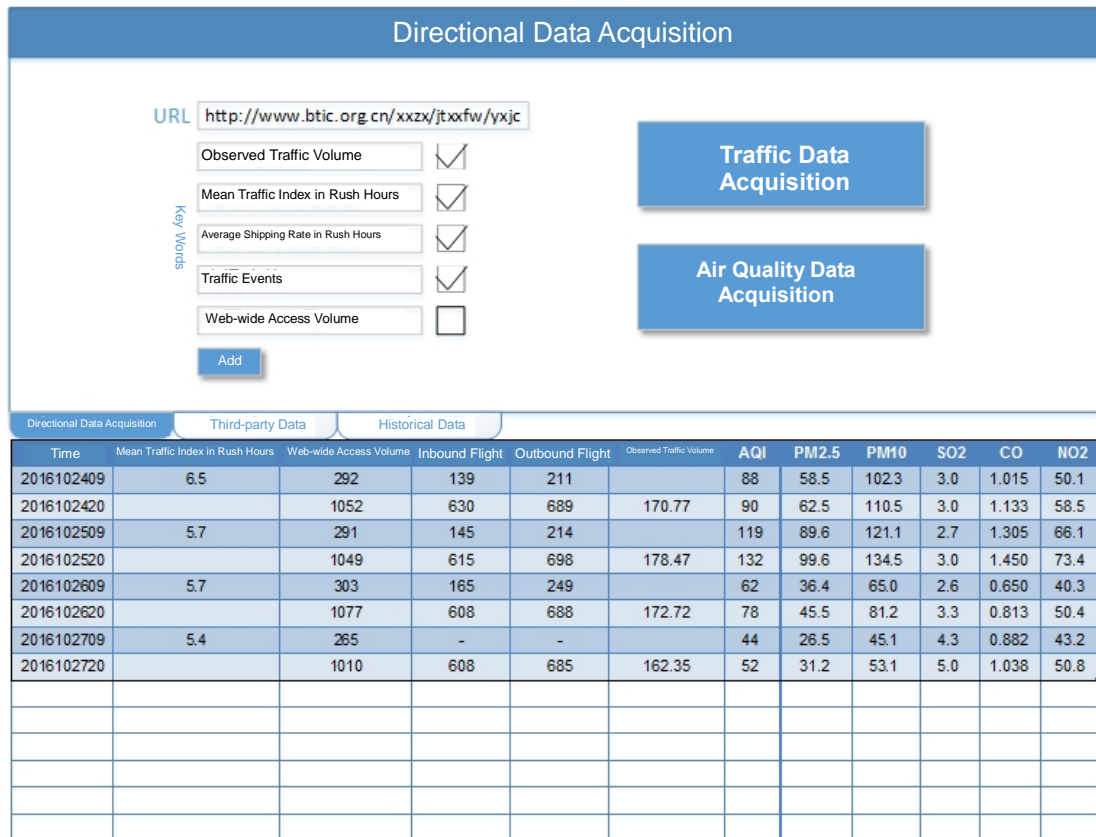 Directional Data Acquisition
URL http://www.btic.org.cn/xxzx/jtxxfw/yxjc
Key Words
Observed Traffic Volume
Mean Traffic Index in Rush Hours
Average Shipping Rate in Rush Hours
Traffic Events
Web-wide Access Volume
Add
Traffic Data
Acquisition
Air Quality Data
Acquisition
Directional Data Acquisition Third-party Data Historical Data
Time Mean Traffic Index in Rush Hours Web-wide Access Volume Inbound Flight Outbound Flight Observed Traffic Volume AQI PM2.5 PM10 SO2 CO NO2
2016102409 6.5 292 139 211 88 58.5 102.3 3.0 1.015 50.1
2016102420 1052 630 689 170.77 90 62.5 110.5 3.0 1.133 58.5
2016102509 5.7 291 145 214 119 89.6 121.1 2.7 1.305 66.1
2016102520 1049 615 698 178.47 132 99.6 134.5 3.0 1.450 73.4
2016102609 5.7 303 165 249 62 36.4 65.0 2.6 0.650 40.3
2016102620 1077 608 688 172.72 78 45.5 81.2 3.3 0.813 50.4
2016102709 5.4 265 - - 44 26.5 45.1 4.3 0.882 43.2
2016102720 1010 608 685 162.35 52 31.2 53.1 5.0 1.038 50.8